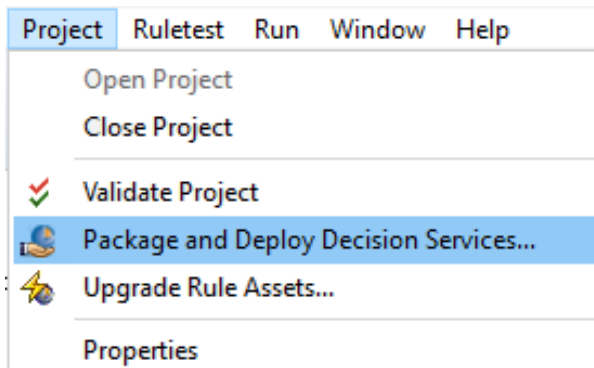 Project Ruletest Run Window Help
Open Project
Close Project
Validate Project
Package and Deploy Decision Services...
Upgrade Rule Assets...
Properties